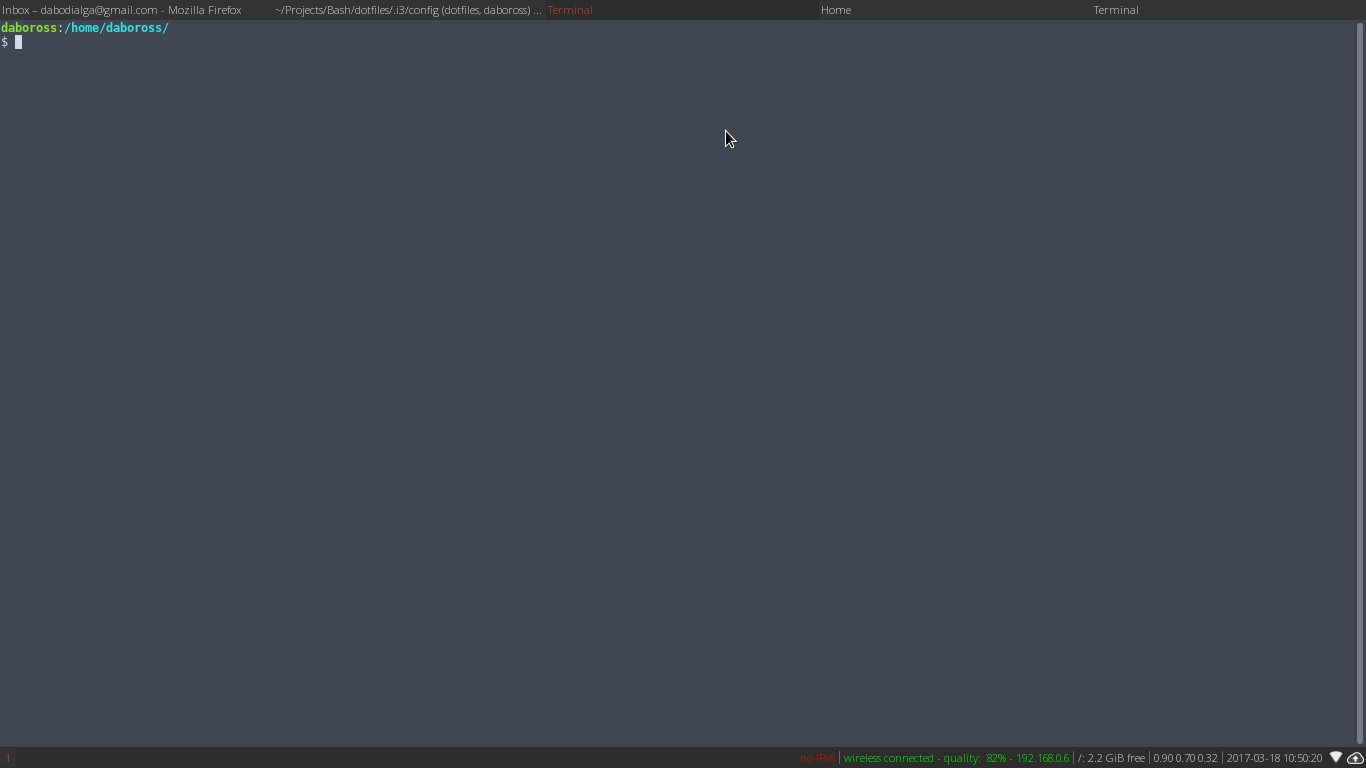 Inbox – dabodialga@gmail.com - Mozilla Firefox ~/Projects/Bash/dotfiles/.i3/config (dotfiles, daboross) ... Terminal Home Terminal
daboross:/home/daboross/
$
1 no IPv6 | wireless connected - quality: 82% - 192.168.0.6 | /: 2.2 GiB free | 0.90 0.70 0.32 | 2017-03-18 10:50:20